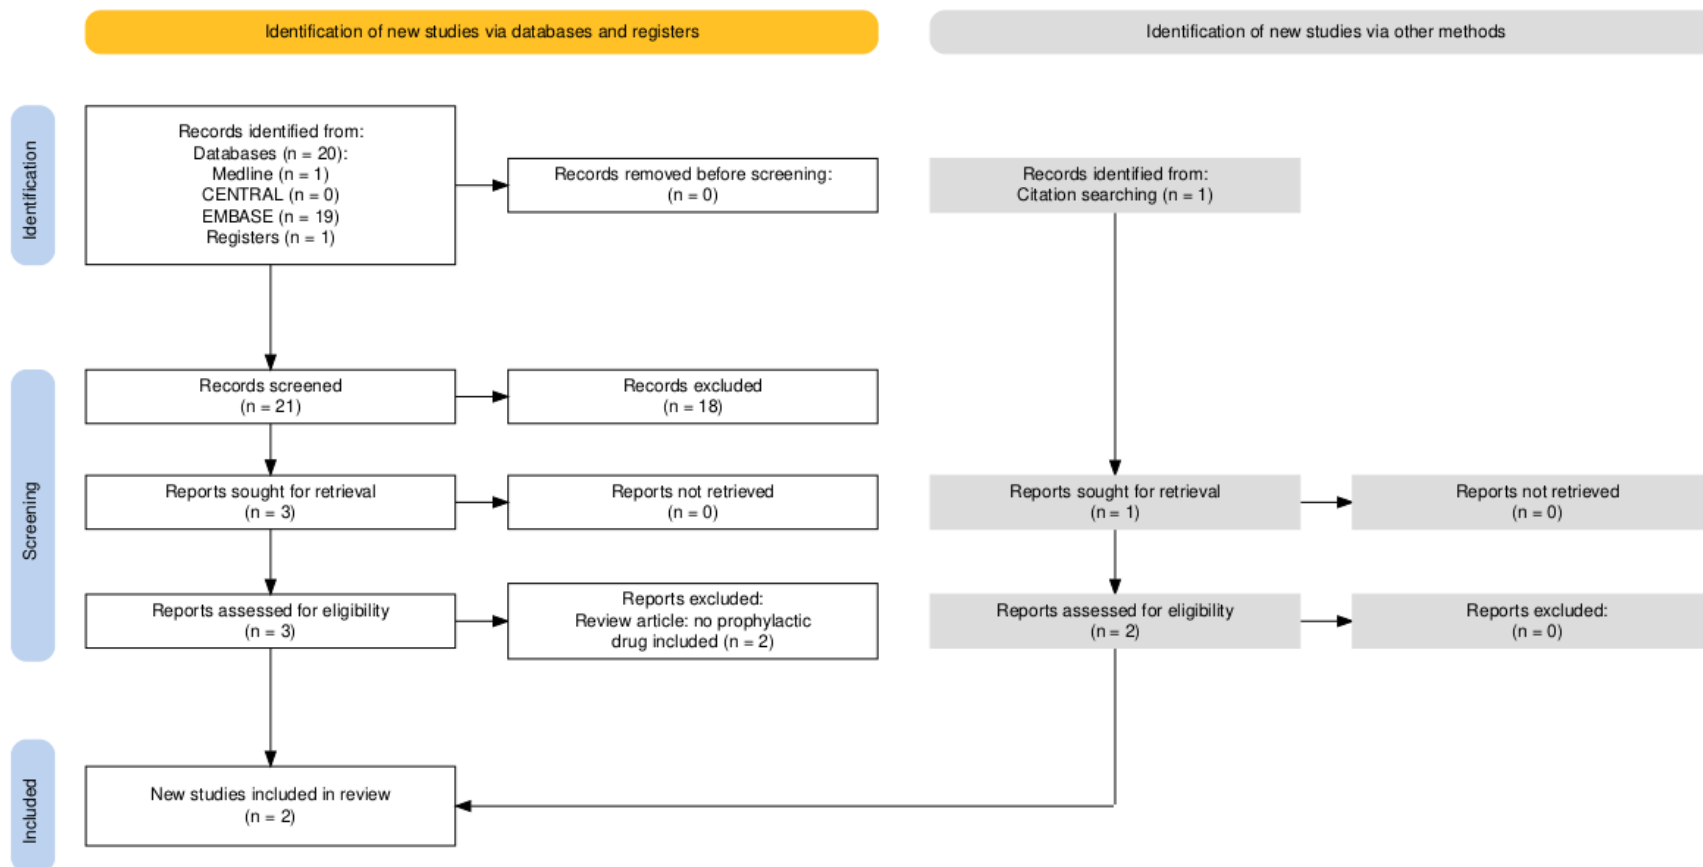 Identification of new studies via databases and registers
Identification of new studies via other methods
Identification
Records identified from:
Databases (n = 20):
Medline (n = 1)
CENTRAL (n = 0)
EMBASE (n = 19)
Registers (n = 1)
Records removed before screening:
(n = 0)
Records identified from:
Citation searching (n = 1)
Screening
Records screened
(n = 21)
Records excluded
(n = 18)
Reports sought for retrieval
(n = 3)
Reports not retrieved
(n = 0)
Reports sought for retrieval
(n = 1)
Reports not retrieved
(n = 0)
Reports assessed for eligibility
(n = 3)
Reports excluded:
Review article: no prophylactic
drug included (n = 2)
Reports assessed for eligibility
(n = 2)
Reports excluded:
(n = 0)
Included
New studies included in review
(n = 2)